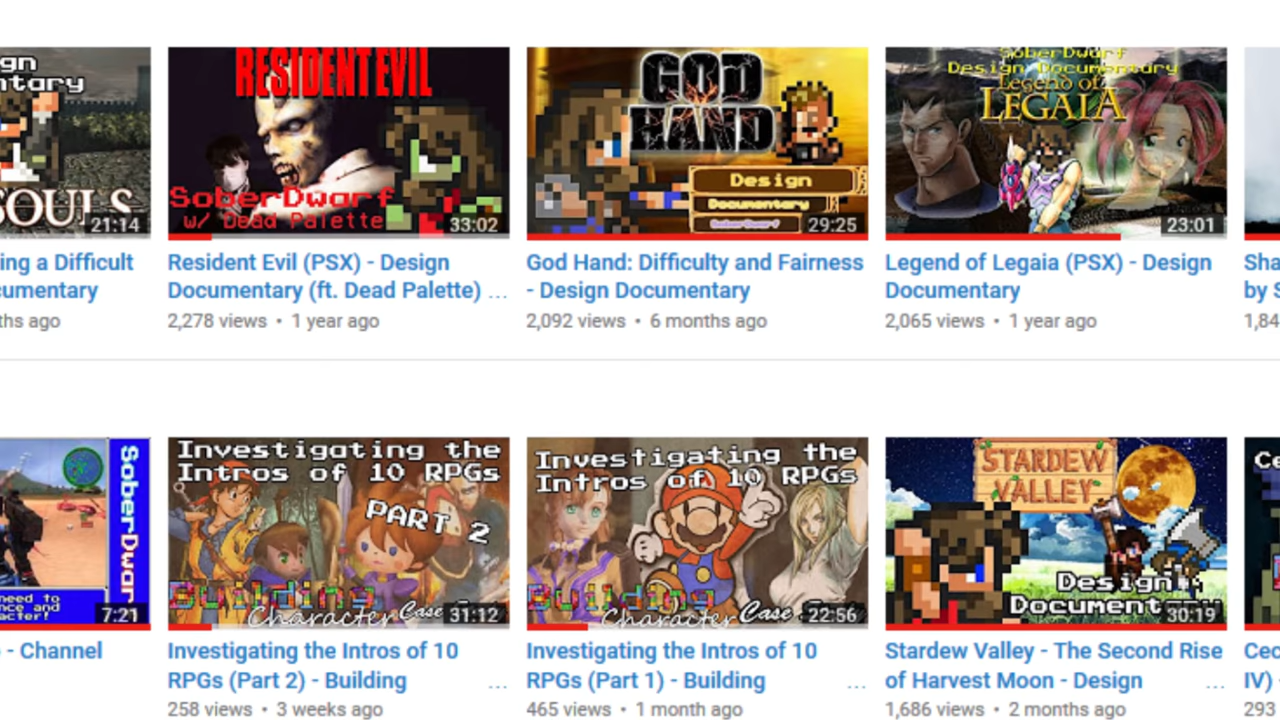 gn
ntary
SOULS
21:14
ing a Difficult
cumentary
ths ago
RESIDENT EVIL
SoberDwarf
w/ Dead Palette
33:02
Resident Evil (PSX) - Design
Documentary (ft. Dead Palette) ...
2,278 views • 1 year ago
GOD
HAND
Design
Documentary
SoberDwarf
29:25
God Hand: Difficulty and Fairness
- Design Documentary
2,092 views • 6 months ago
SoberDwarf
Design Documentary
Legend of
LEGAIA
23:01
Legend of Legaia (PSX) - Design
Documentary
2,065 views • 1 year ago
Sha
by S
1,84
SoberDwar
need to
nce and
acter!
7:21
- Channel
Investigating the
Intros of 10 RPGs
PART 2
Building
Character Case
31:12
Investigating the Intros of 10
RPGs (Part 2) - Building ...
258 views • 3 weeks ago
Investigating the
Intros of 10 RPGs
Building
Character Case
22:56
Investigating the Intros of 10
RPGs (Part 1) - Building ...
465 views • 1 month ago
STARDEW
VALLEY
Design
Document
30:19
Stardew Valley - The Second Rise
of Harvest Moon - Design ...
1,686 views • 2 months ago
Ce
Cec
IV) -
293